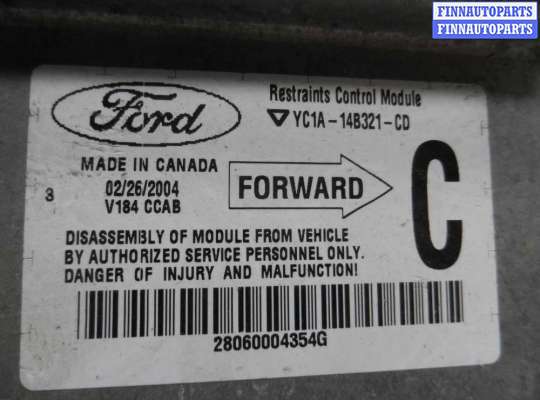 FINNAUTOPARTS
FINNAUTOPARTS
Ford
Restraints Control Module
YC1A-14B321-CD
MADE IN CANADA
02/26/2004
V184 CCAB
3
FORWARD
C
DISASSEMBLY OF MODULE FROM VEHICLE
BY AUTHORIZED SERVICE PERSONNEL ONLY.
DANGER OF INJURY AND MALFUNCTION!
28060004354G